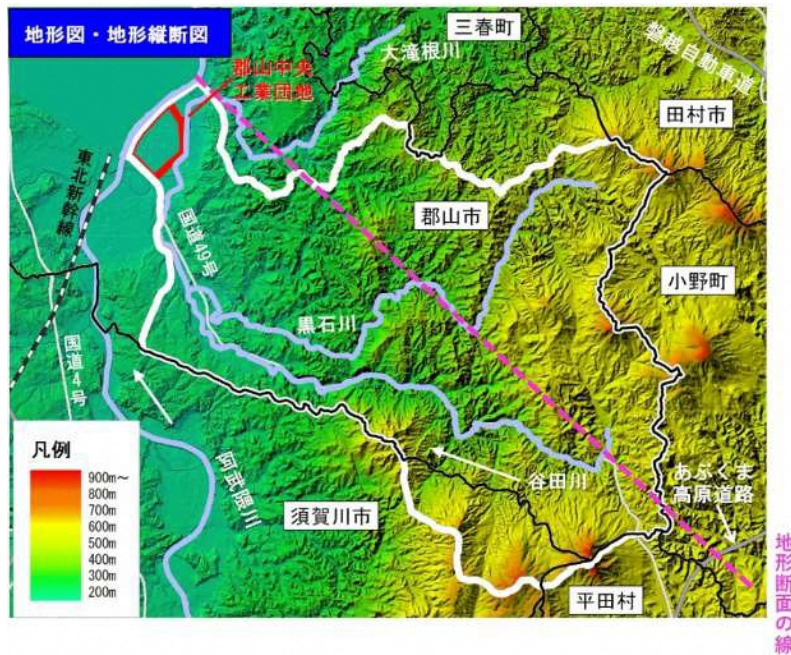 地形図・地形縦断図
三春町
大滝根川
磐越自動車道
郡山中央
工業団地
田村市
東北新幹線
国道49号
郡山市
小野町
黒石川
国道4号
凡例
900m～
800m
700m
600m
500m
400m
300m
200m
阿武隈川
須賀川市
谷田川
あぶくま
高原道路
平田村
地形断面の線